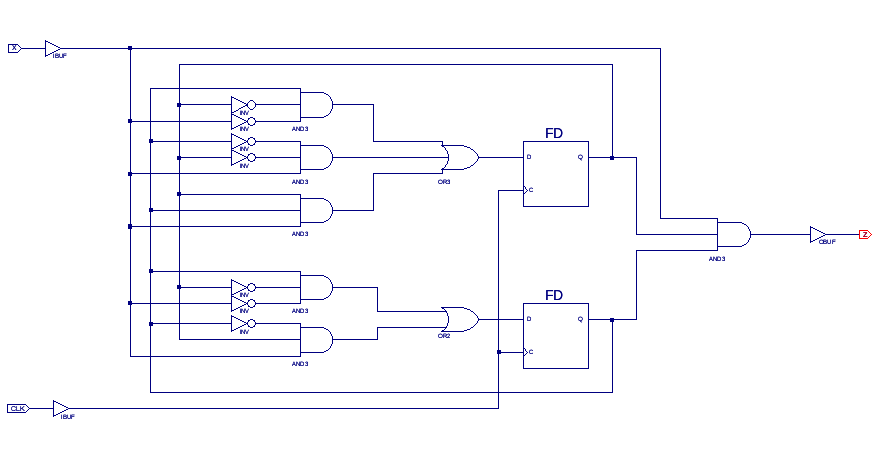 X
IBUF
INV
INV
AND3
FD
INV
INV
AND3
D
Q
OR3
C
AND3
Z
OBUF
AND3
INV
INV
AND3
FD
INV
D
Q
OR2
C
AND3
CLK
IBUF